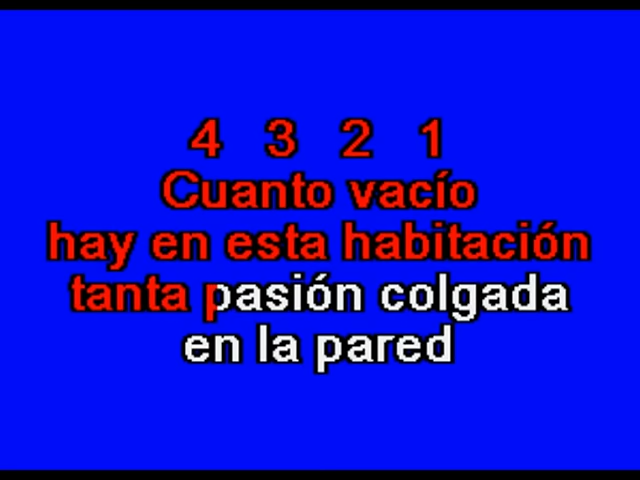 4 3 2 1
Cuanto vacío
hay en esta habitación
tanta pasión colgada
en la pared